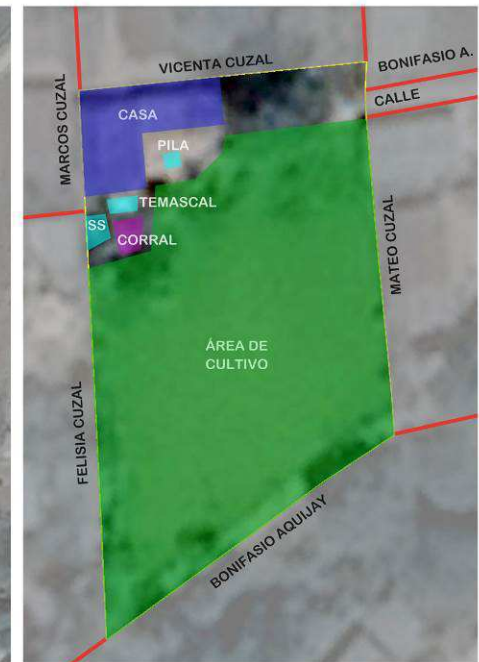 VICENTA CUZAL
BONIFASIO A.
CALLE
MARCOS CUZAL
CASA
PILA
TEMASCAL
SS
CORRAL
MATEO CUZAL
ÁREA DE
CULTIVO
FELISIA CUZAL
BONIFASIO AQUIJAY